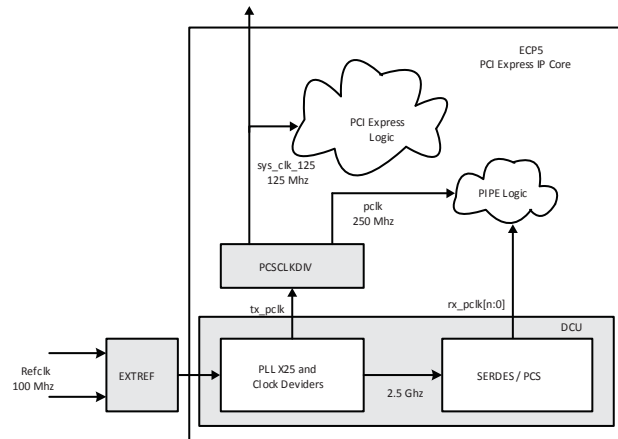 ECP5
PCI Express IP Core
PCI Express
Logic
sys_clk_125
125 Mhz
pclk
250 Mhz
PIPE Logic
PCSCLKDIV
tx_pclk
rx_pclk[n:0]
DCU
Refclk
100 Mhz
EXTREF
PLL X25 and
Clock Deviders
2.5 Ghz
SERDES / PCS